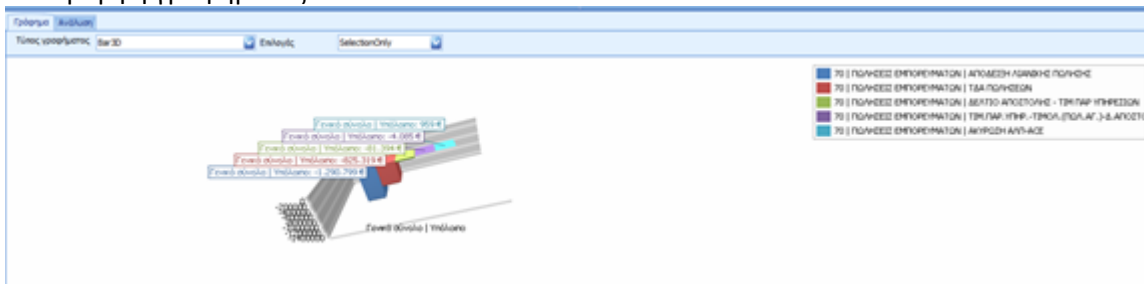 Γράφημα Ανάλυση
Τύπος γραφήματος Bar3D Επιλογές SelectionOnly
70 | ΠΩΛΗΣΕΙΣ ΕΜΠΟΡΕΥΜΑΤΩΝ | ΑΠΟΔΕΙΞΗ ΛΙΑΝΙΚΗΣ ΠΩΛΗΣΗΣ
70 | ΠΩΛΗΣΕΙΣ ΕΜΠΟΡΕΥΜΑΤΩΝ | ΤΔΑ ΠΩΛΗΣΕΩΝ
70 | ΠΩΛΗΣΕΙΣ ΕΜΠΟΡΕΥΜΑΤΩΝ | ΔΕΛΤΙΟ ΑΠΟΣΤΟΛΗΣ - ΤΙΜ ΠΑΡ ΥΠΗΡΕΣΙΩΝ
70 | ΠΩΛΗΣΕΙΣ ΕΜΠΟΡΕΥΜΑΤΩΝ | ΤΙΜ.ΠΑΡ.ΥΠΗΡ.-ΤΙΜΟΛ.(ΠΩΛ.ΑΓ.)-Δ.ΑΠΟΣΤΟ
70 | ΠΩΛΗΣΕΙΣ ΕΜΠΟΡΕΥΜΑΤΩΝ | ΑΚΥΡΩΣΗ ΑΛΠ-ΑΣΕ
Γενικό σύνολο | Υπόλοιπο: 959 €
Γενικό σύνολο | Υπόλοιπο: -4.085 €
Γενικό σύνολο | Υπόλοιπο: -81.394 €
Γενικό σύνολο | Υπόλοιπο: -825.319 €
Γενικό σύνολο | Υπόλοιπο: -1.290.799 €
Γενικό σύνολο | Υπόλοιπο